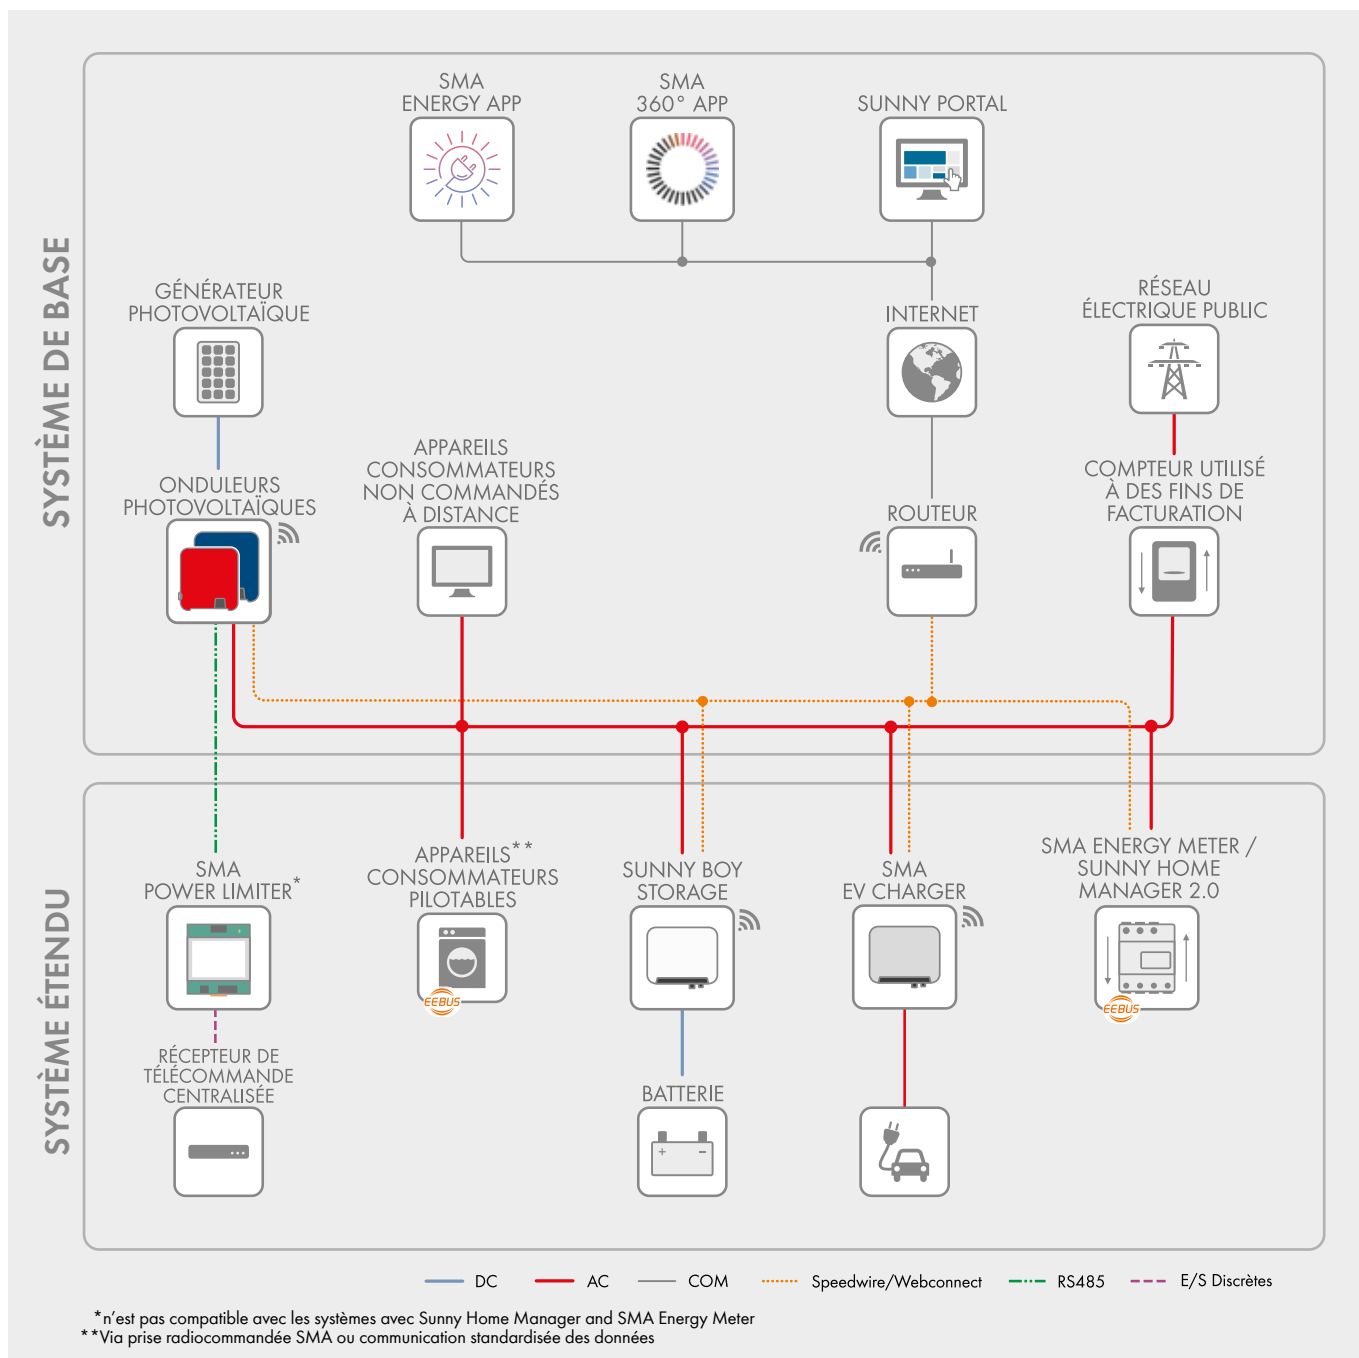 SYSTÈME DE BASE
SMA
ENERGY APP
SMA
360° APP
SUNNY PORTAL
GÉNÉRATEUR
PHOTOVOLTAÏQUE
INTERNET
RÉSEAU
ÉLECTRIQUE PUBLIC
ONDULEURS
PHOTOVOLTAÏQUES
APPAREILS
CONSOMMATEURS
NON COMMANDÉS
À DISTANCE
ROUTEUR
COMPTEUR UTILISÉ
À DES FINS DE
FACTURATION
SYSTÈME ÉTENDU
SMA
POWER LIMITER*
APPAREILS**
CONSOMMATEURS
PILOTABLES
EEBUS
SUNNY BOY
STORAGE
SMA
EV CHARGER
SMA ENERGY METER /
SUNNY HOME
MANAGER 2.0
EEBUS
RÉCEPTEUR DE
TÉLÉCOMMANDE
CENTRALISÉE
BATTERIE
+ −
DC
AC
COM
Speedwire/Webconnect
RS485
E/S Discrètes
*n'est pas compatible avec les systèmes avec Sunny Home Manager and SMA Energy Meter
**Via prise radiocommandée SMA ou communication standardisée des données